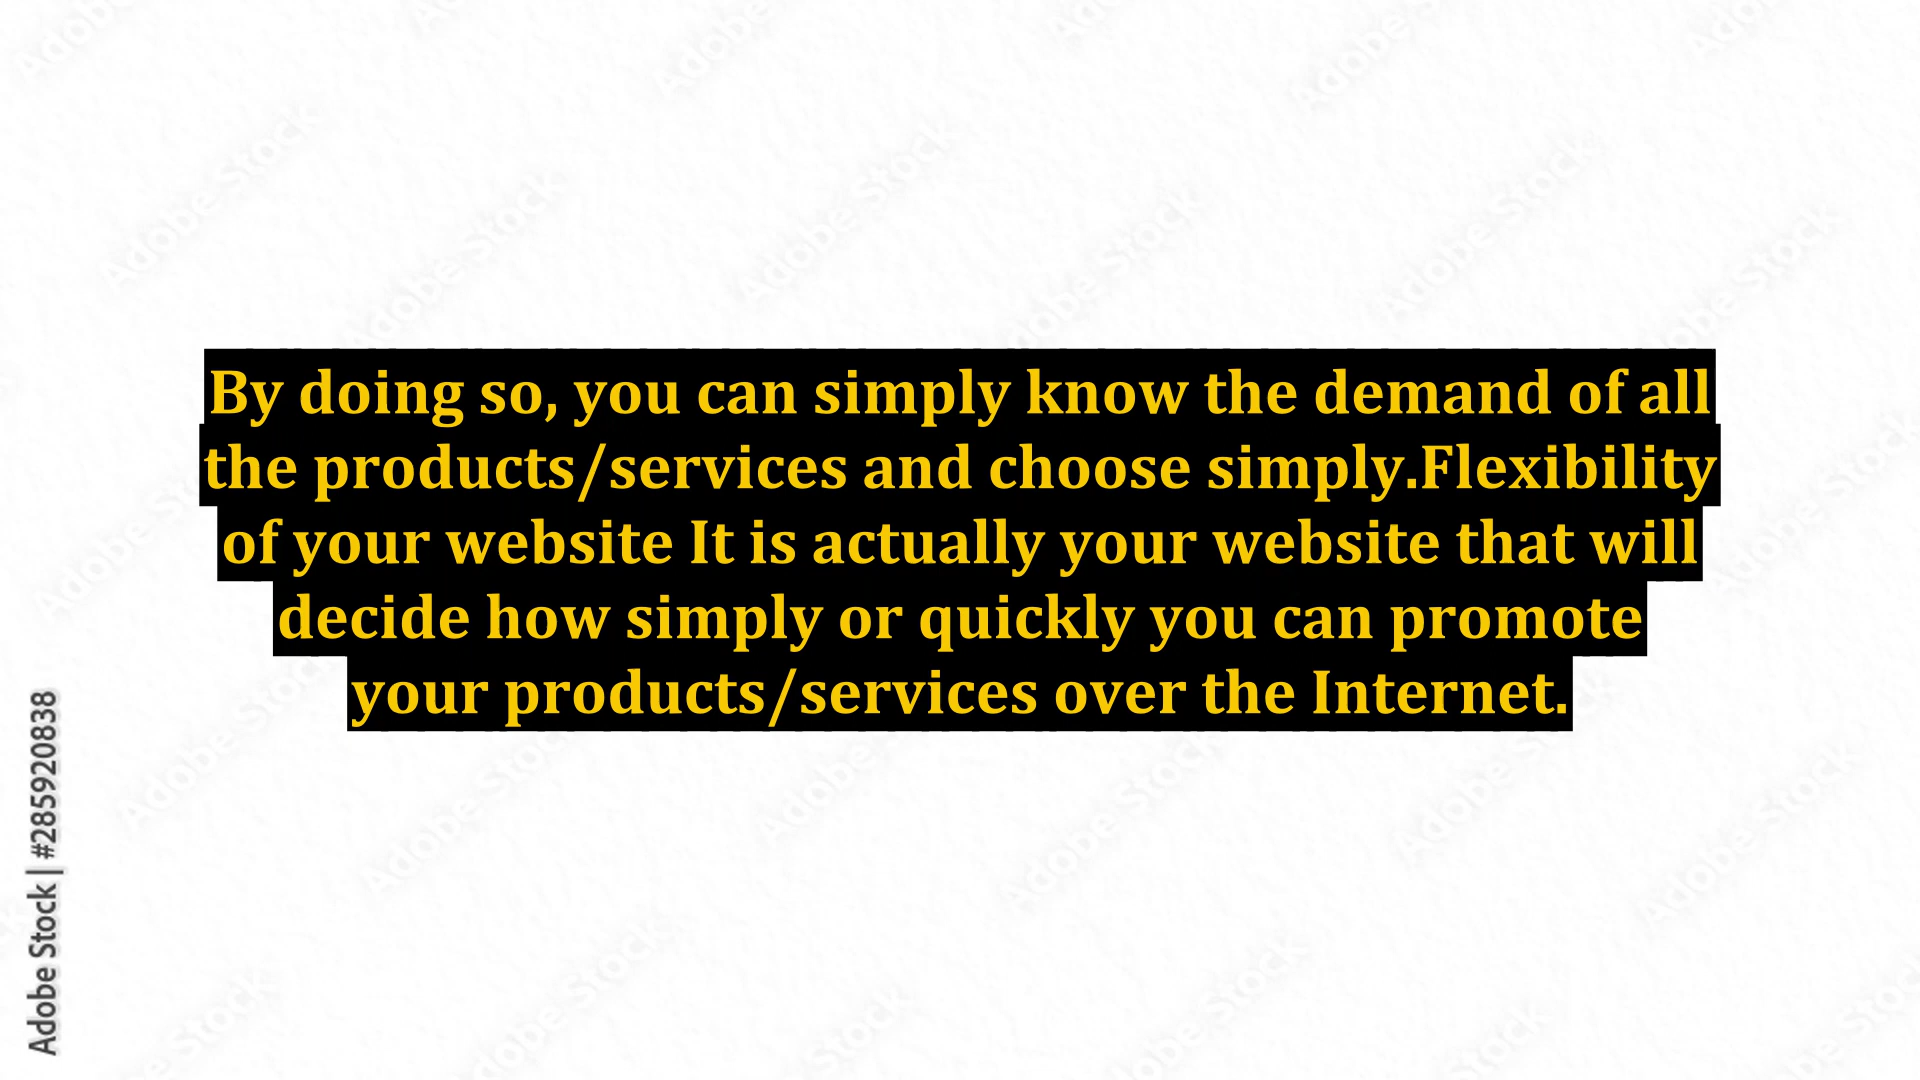 By doing so, you can simply know the demand of all
the products/services and choose simply.Flexibility
of your website It is actually your website that will
decide how simply or quickly you can promote
your products/services over the Internet.
Adobe Stock | #285920838